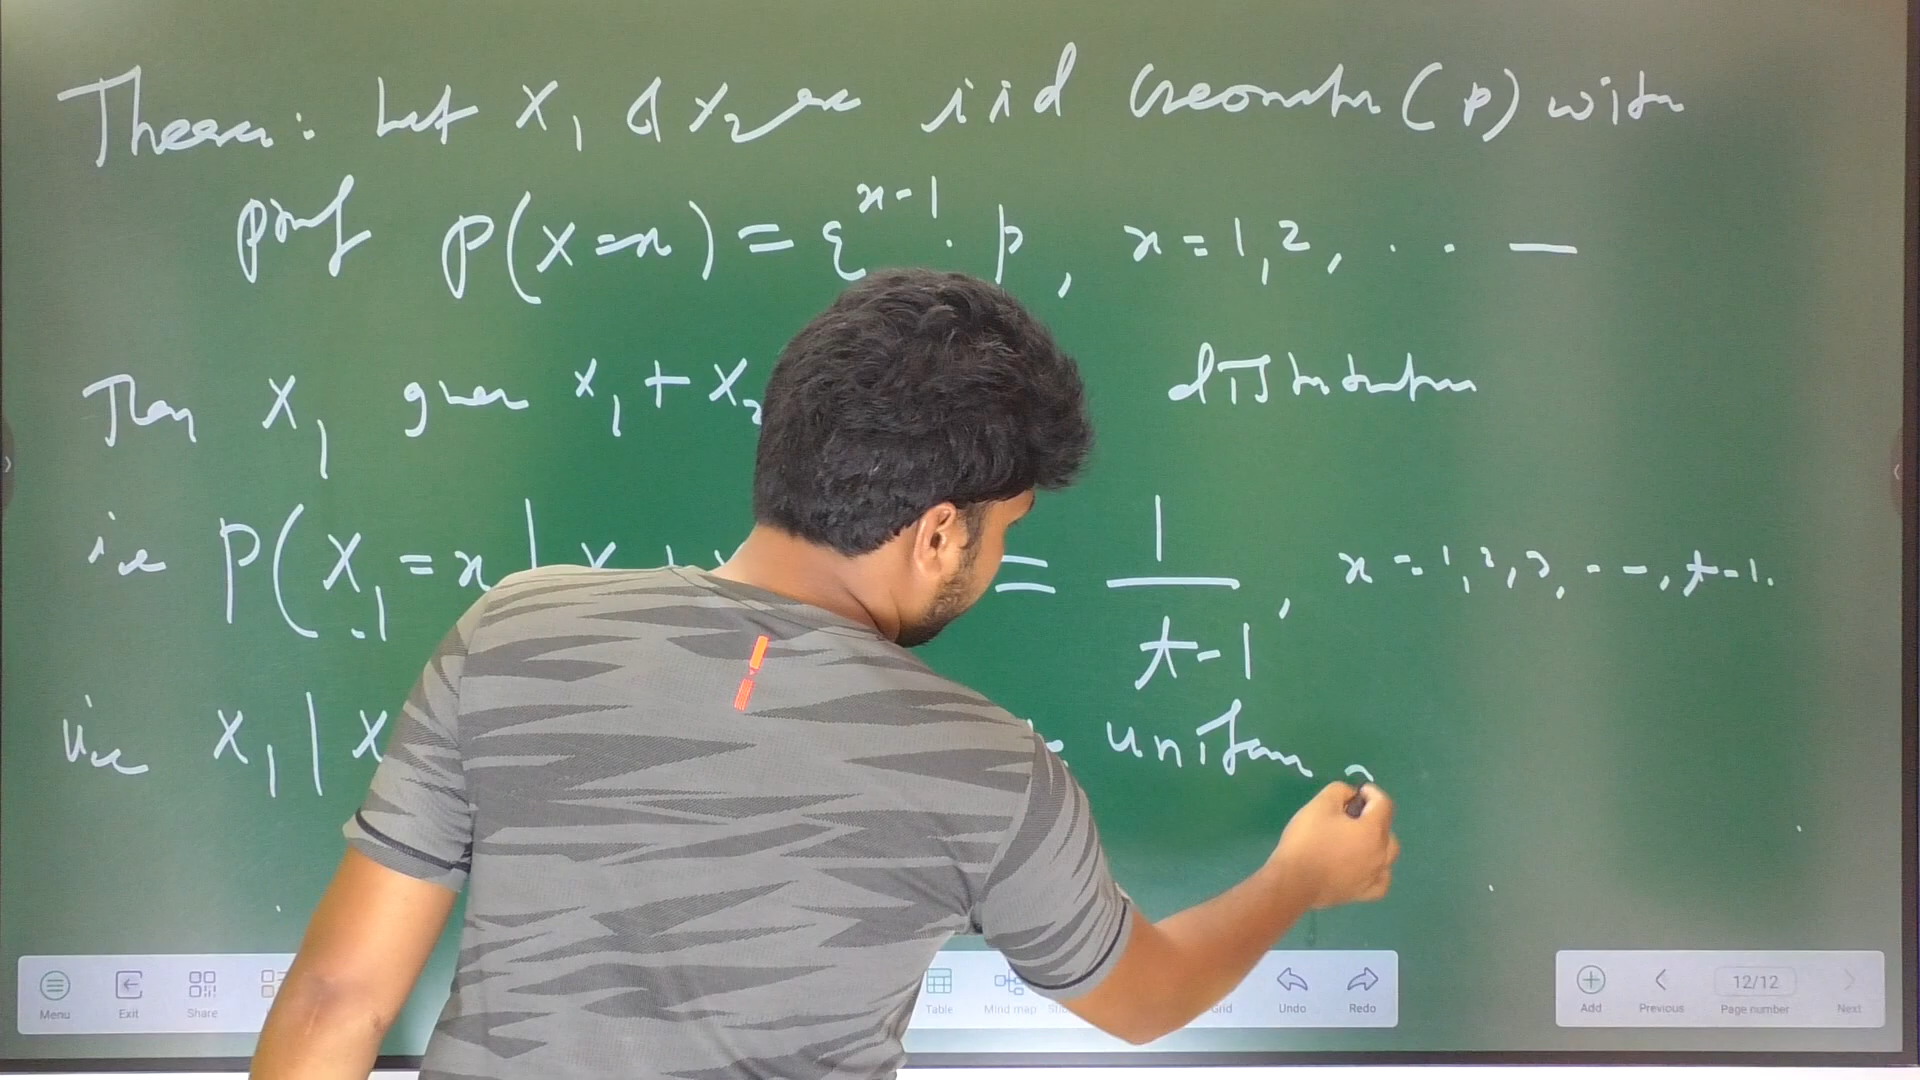 Theorem: Let X₁ & X₂ are iid Geometric (p) with
pmf P(X=x) = q^{x-1} · p, x = 1, 2, . . . —
Then X₁ given X₁ + X₂ distribution
ie P(X₁ = x | X + X = 1/(t-1), x = 1, 2, 3, - - -, t-1.
ie X₁ | X uniform
Menu Exit Share Table Mind map Grid Undo Redo Add Previous 12/12 Page number Next